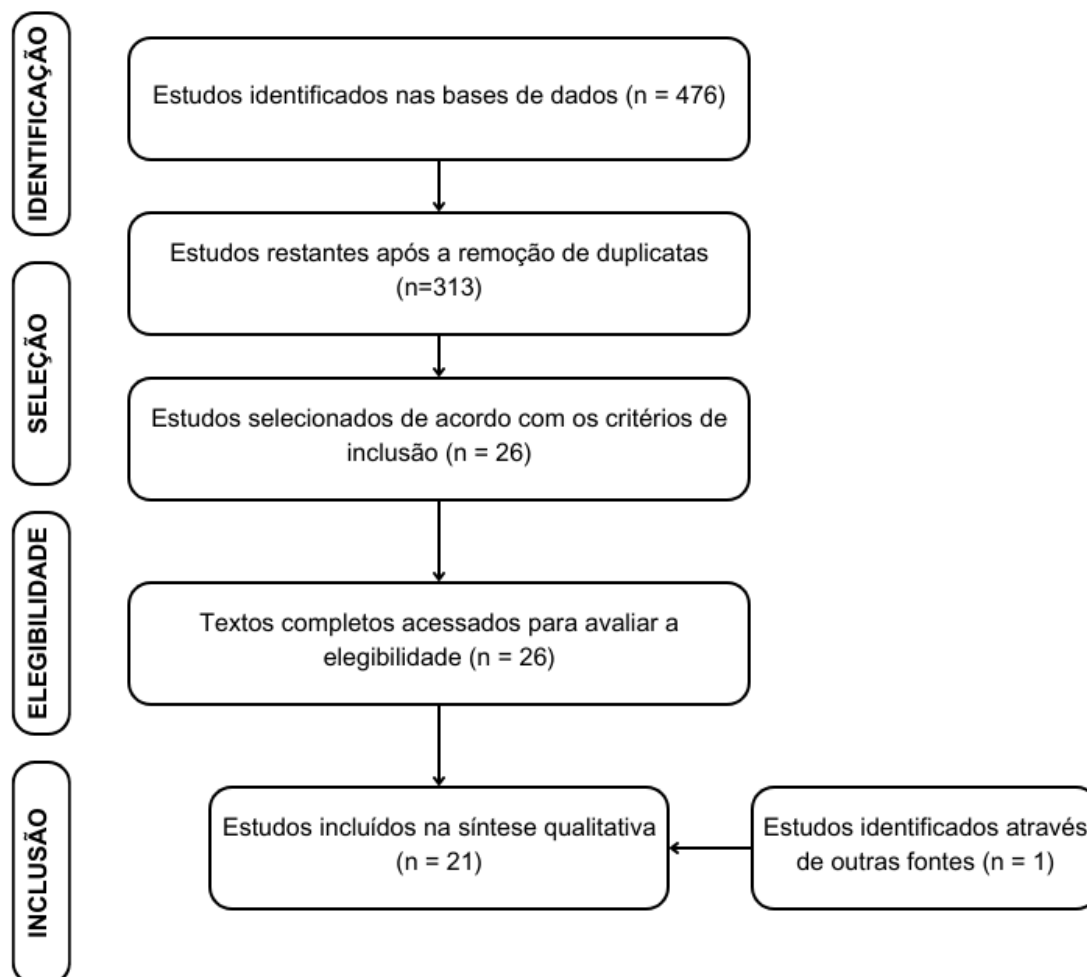 IDENTIFICAÇÃO
Estudos identificados nas bases de dados (n = 476)
Estudos restantes após a remoção de duplicatas
(n=313)
SELEÇÃO
Estudos selecionados de acordo com os critérios de
inclusão (n = 26)
ELEGIBILIDADE
Textos completos acessados para avaliar a
elegibilidade (n = 26)
INCLUSÃO
Estudos incluídos na síntese qualitativa
(n = 21)
Estudos identificados através
de outras fontes (n = 1)